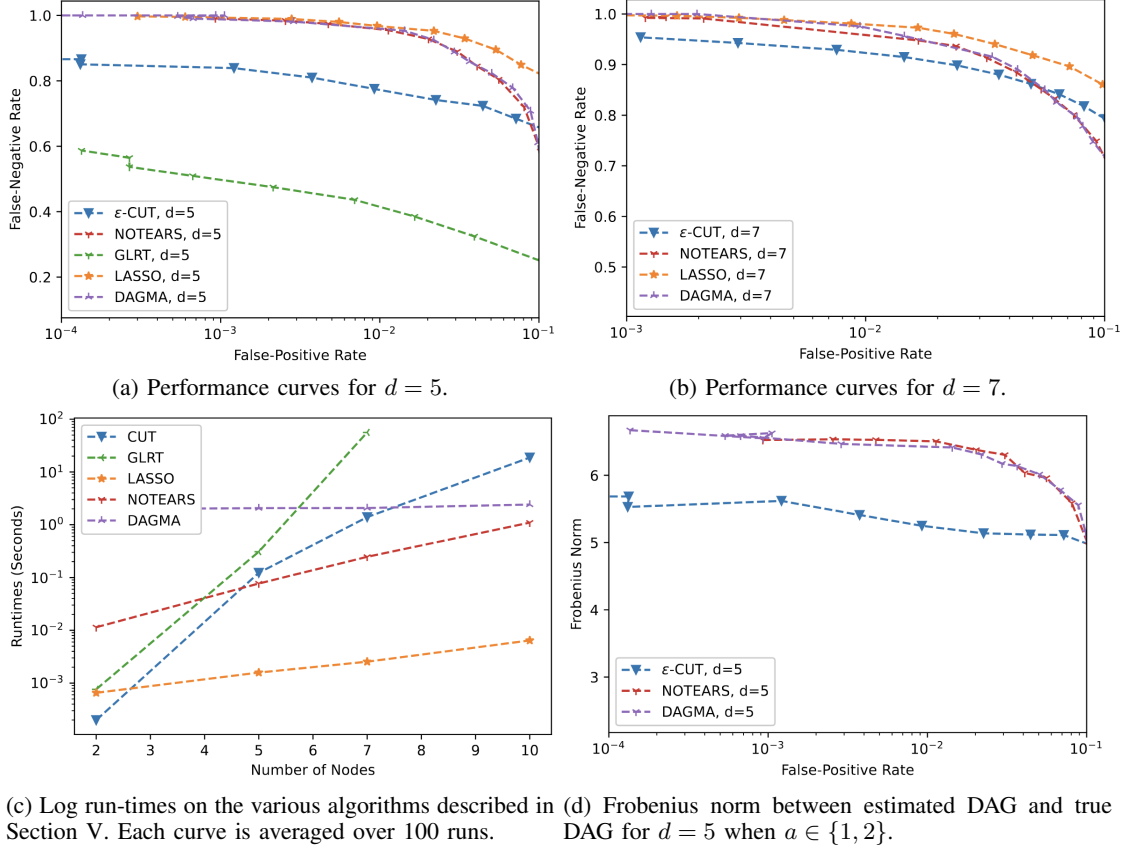 1.0
0.8
0.6
0.4
0.2
False-Negative Rate
ε-CUT, d=5
NOTEARS, d=5
GLRT, d=5
LASSO, d=5
DAGMA, d=5
10⁻⁴ 10⁻³ 10⁻² 10⁻¹
False-Positive Rate
(a) Performance curves for d = 5.
1.0
0.9
0.8
0.7
0.6
0.5
False-Negative Rate
ε-CUT, d=7
NOTEARS, d=7
LASSO, d=7
DAGMA, d=7
10⁻³ 10⁻² 10⁻¹
False-Positive Rate
(b) Performance curves for d = 7.
10²
10¹
10⁰
10⁻¹
10⁻²
10⁻³
Runtimes (Seconds)
CUT
GLRT
LASSO
NOTEARS
DAGMA
2 3 4 5 6 7 8 9 10
Number of Nodes
(c) Log run-times on the various algorithms described in
Section V. Each curve is averaged over 100 runs.
6
5
4
3
Frobenius Norm
ε-CUT, d=5
NOTEARS, d=5
DAGMA, d=5
10⁻⁴ 10⁻³ 10⁻² 10⁻¹
False-Positive Rate
(d) Frobenius norm between estimated DAG and true
DAG for d = 5 when a ∈ {1, 2}.